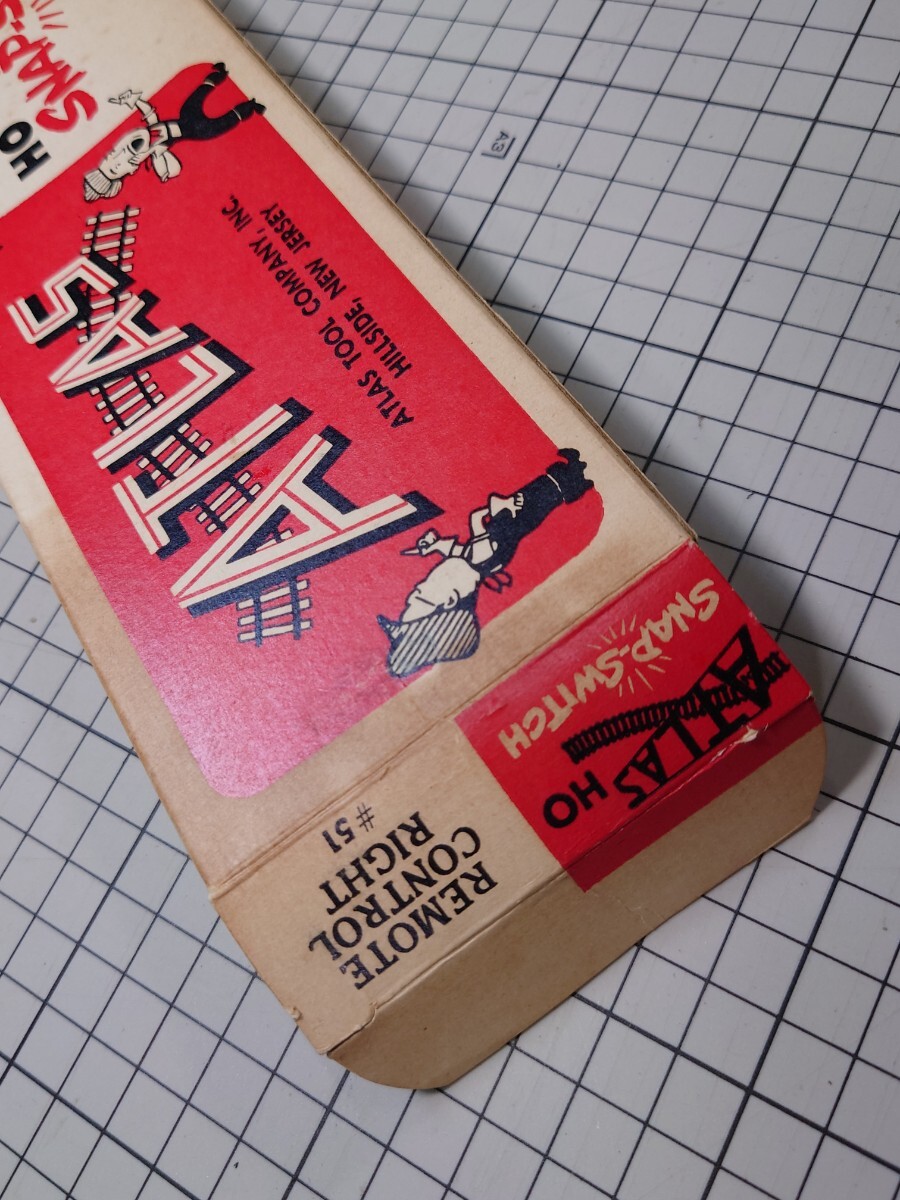 SNAP-S
HO
ATLAS
ATLAS TOOL COMPANY, INC.
HILLSIDE, NEW JERSEY
SNAP-SWITCH
ATLAS
HO
REMOTE
CONTROL
RIGHT
#51
A3